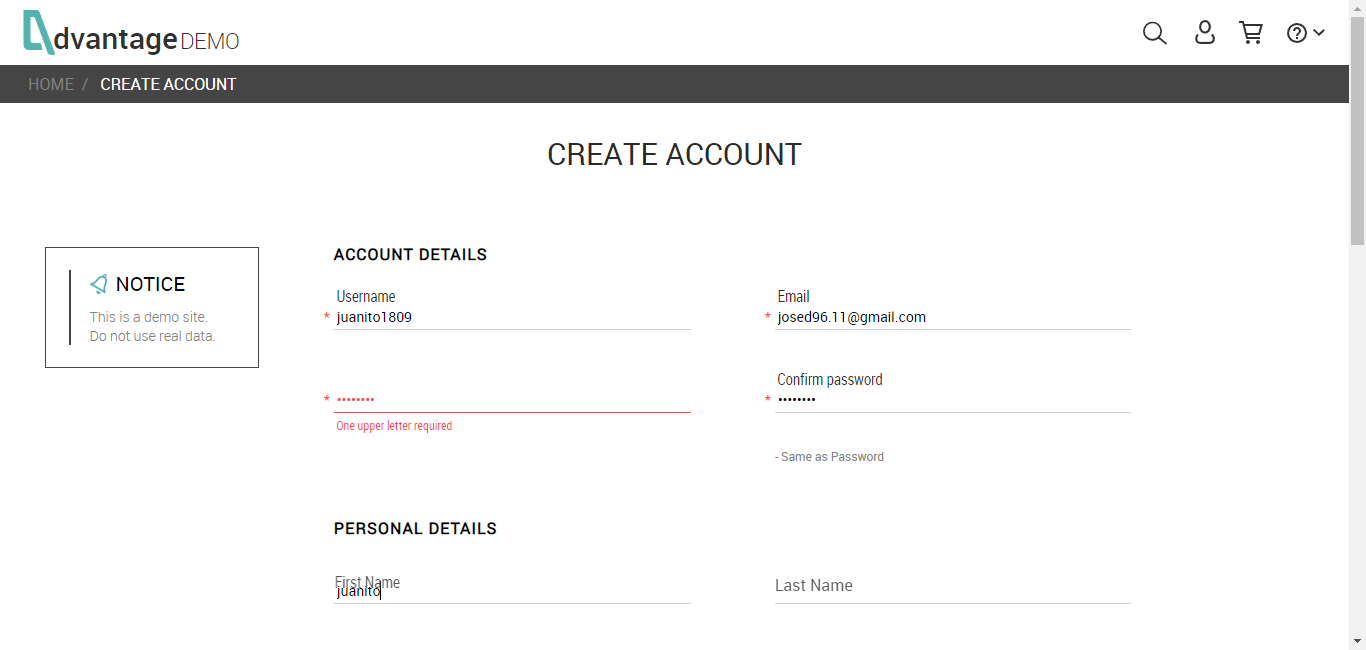 dvantage DEMO
HOME / CREATE ACCOUNT
CREATE ACCOUNT
NOTICE
This is a demo site.
Do not use real data.
ACCOUNT DETAILS
Username
* juanito1809
Email
* josed96.11@gmail.com
* ••••••••
One upper letter required
Confirm password
* ••••••••
- Same as Password
PERSONAL DETAILS
First Name
juanito
Last Name